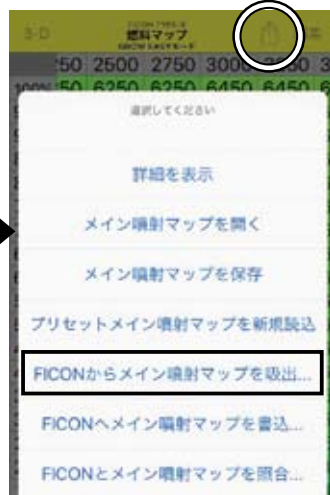 3-D
燃料マップ
:50 2500 2750 3000
:50 6250 6250 6450 6450 6
選択してください
詳細を表示
メイン噴射マップを開く
メイン噴射マップを保存
プリセットメイン噴射マップを新規読込
FICONからメイン噴射マップを吸出...
FICONへメイン噴射マップを書込...
FICONとメイン噴射マップを照合...